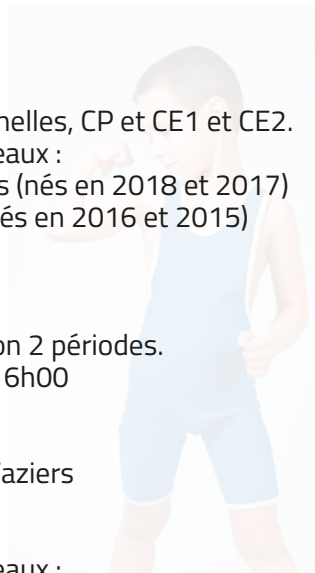 nelles, CP et CE1 et CE2.
eaux :
s (nés en 2018 et 2017)
és en 2016 et 2015)
on 2 périodes.
6h00
aziers
eaux :